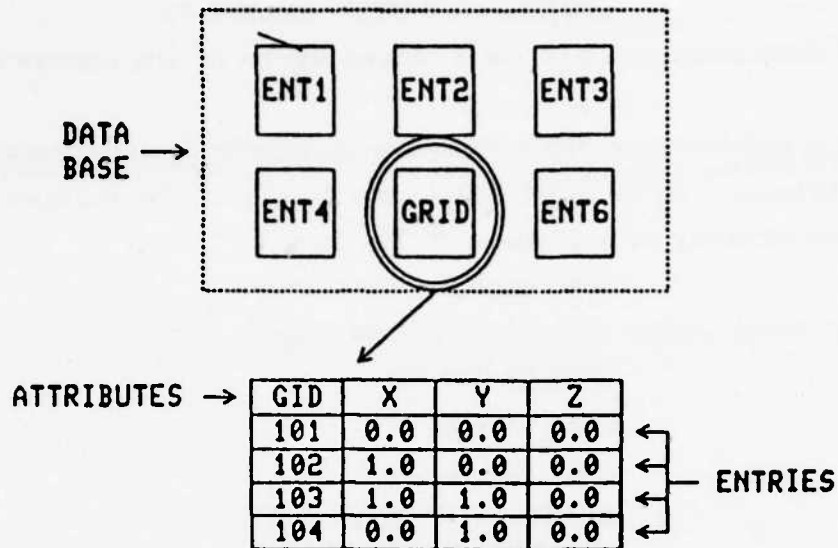 ENT1 ENT2 ENT3
DATA
BASE
ENT4 GRID ENT6
ATTRIBUTES → GID X Y Z
101 0.0 0.0 0.0
102 1.0 0.0 0.0
103 1.0 1.0 0.0
ENTRIES
104 0.0 1.0 0.0